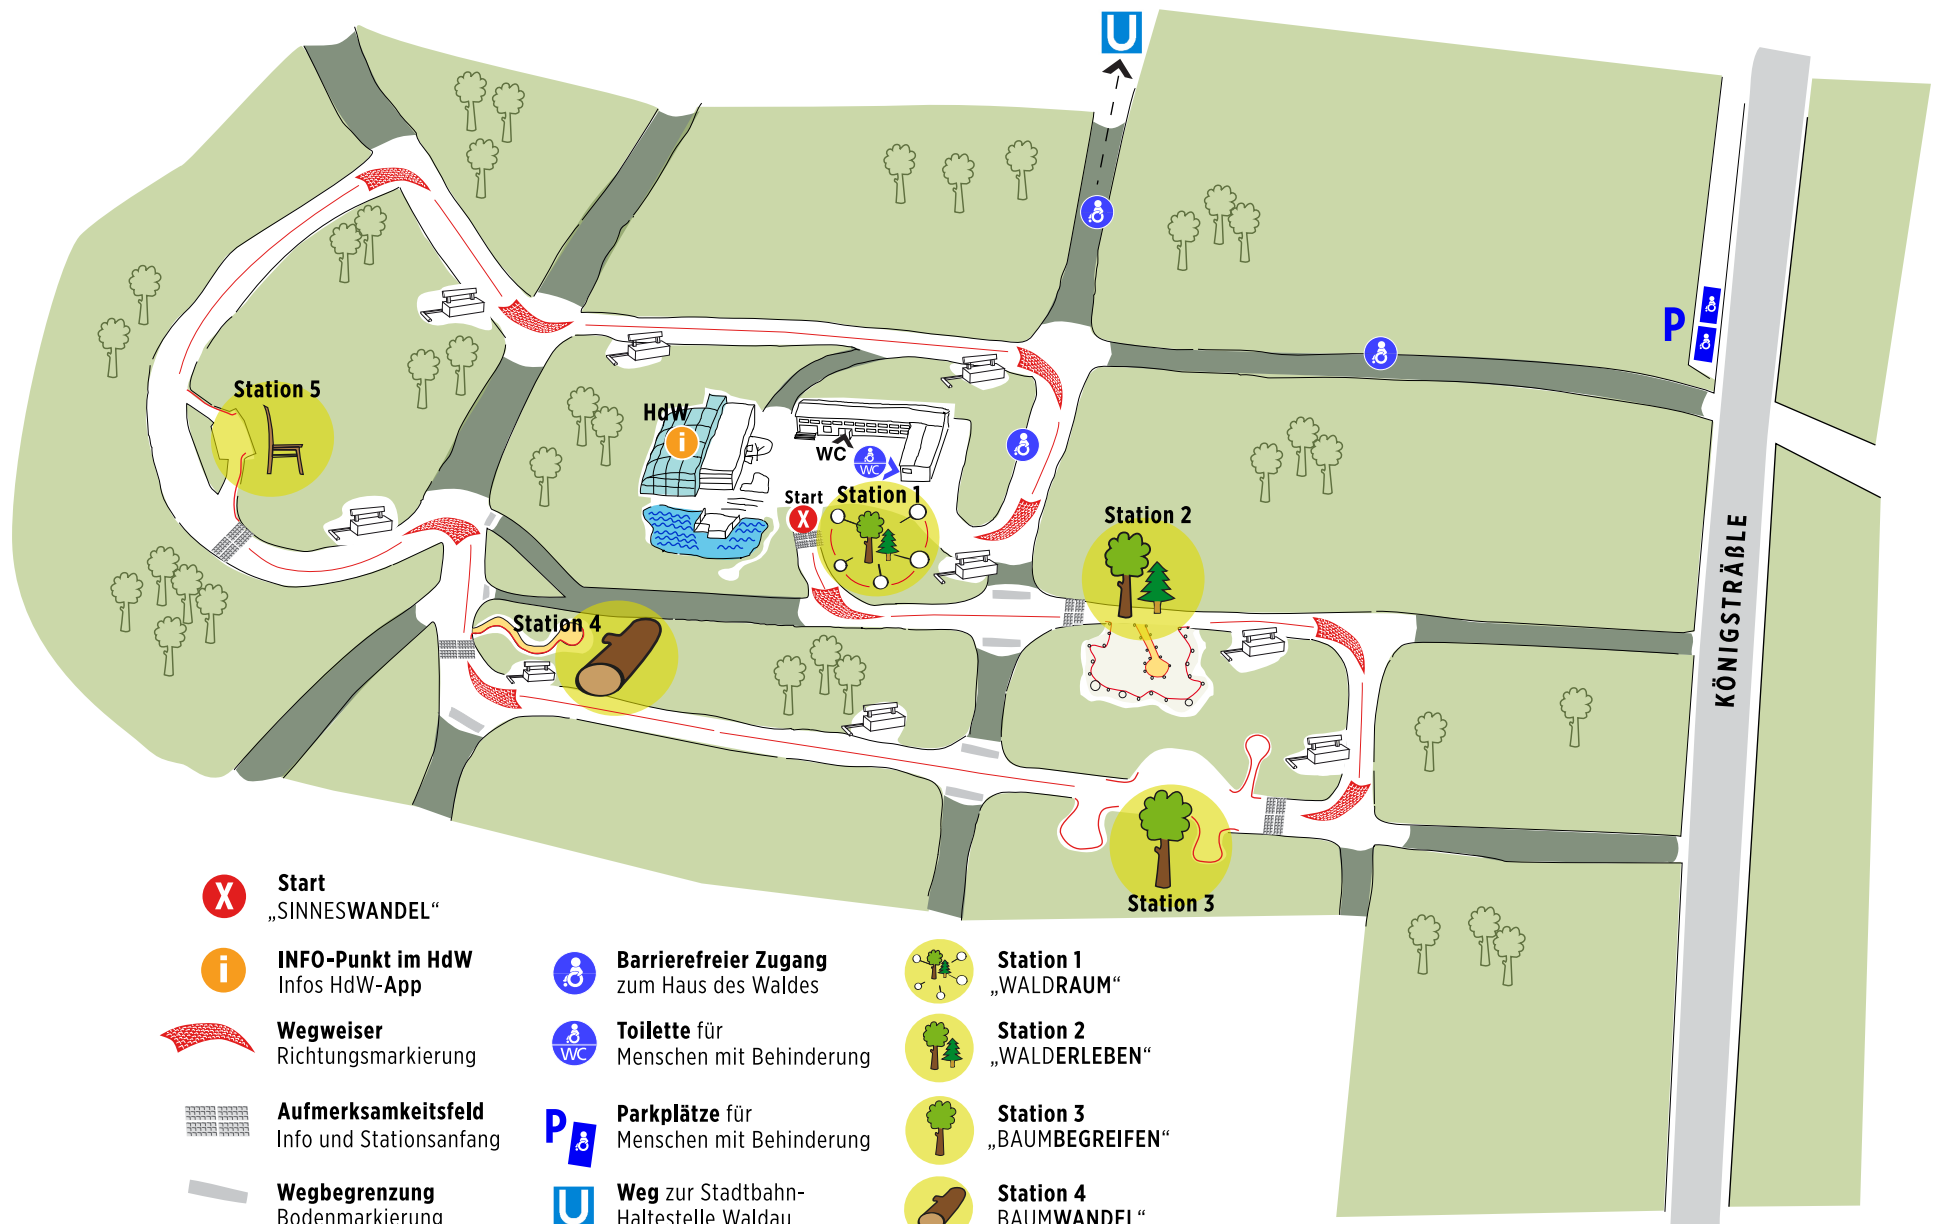 U
Station 5
P
HdW
i
WC
WC
Start
X
Station 1
Station 2
KÖNIGSTRÄßLE
Station 4
Station 3
X
Start
„SINNESWANDEL“
i
INFO-Punkt im HdW
Infos HdW-App
Wegweiser
Richtungsmarkierung
Aufmerksamkeitsfeld
Info und Stationsanfang
Wegbegrenzung
Bodenmarkierung
Barrierefreier Zugang
zum Haus des Waldes
WC
Toilette für
Menschen mit Behinderung
P
Parkplätze für
Menschen mit Behinderung
U
Weg zur Stadtbahn-
Haltestelle Waldau
Station 1
„WALDRAUM“
Station 2
„WALDERLEBEN“
Station 3
„BAUMBEGREIFEN“
Station 4
BAUMWANDEL“